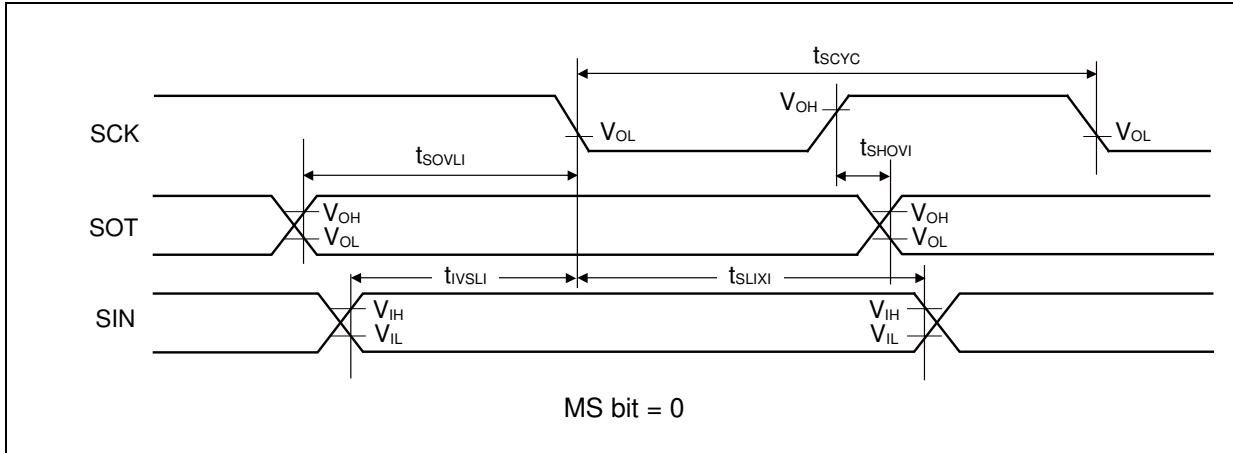 tSCYC
VOH
SCK
VOL
VOL
tSOVLI
tSHOVI
VOH
VOH
SOT
VOL
VOL
tIVSLI
tSLIXI
VIH
VIH
SIN
VIL
VIL
MS bit = 0